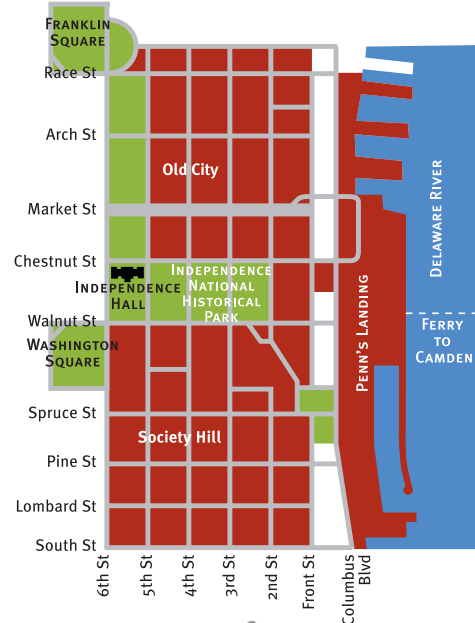 FRANKLIN
SQUARE
Race St
Arch St
Old City
Market St
Chestnut St
INDEPENDENCE
HALL
INDEPENDENCE
NATIONAL
HISTORICAL
PARK
Walnut St
WASHINGTON
SQUARE
Spruce St
Society Hill
Pine St
Lombard St
South St
6th St
5th St
4th St
3rd St
2nd St
Front St
Columbus
Blvd
PENN'S LANDING
DELAWARE RIVER
FERRY
TO
CAMDEN